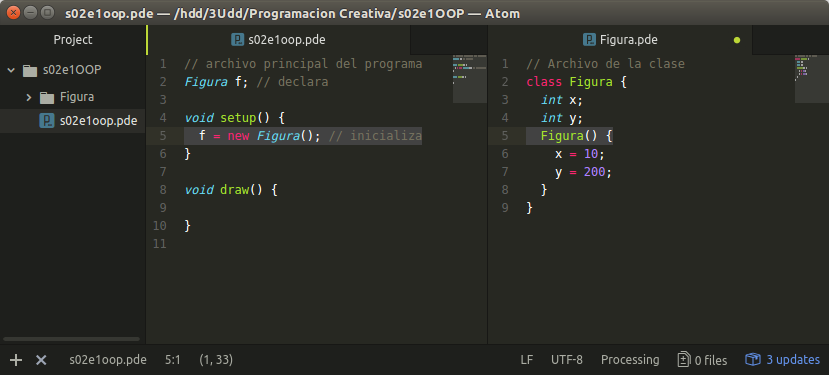 s02e1oop.pde — /hdd/3Udd/Programacion Creativa/s02e1OOP — Atom
Project
s02e1OOP
Figura
s02e1oop.pde
s02e1oop.pde
1 // archivo principal del programa
2 Figura f; // declara
3
4 void setup() {
5 f = new Figura(); // inicializa
6 }
7
8 void draw() {
9
10 }
11
Figura.pde
1 // Archivo de la clase
2 class Figura {
3 int x;
4 int y;
5 Figura() {
6 x = 10;
7 y = 200;
8 }
9 }
s02e1oop.pde 5:1 (1, 33) LF UTF-8 Processing 0 files 3 updates